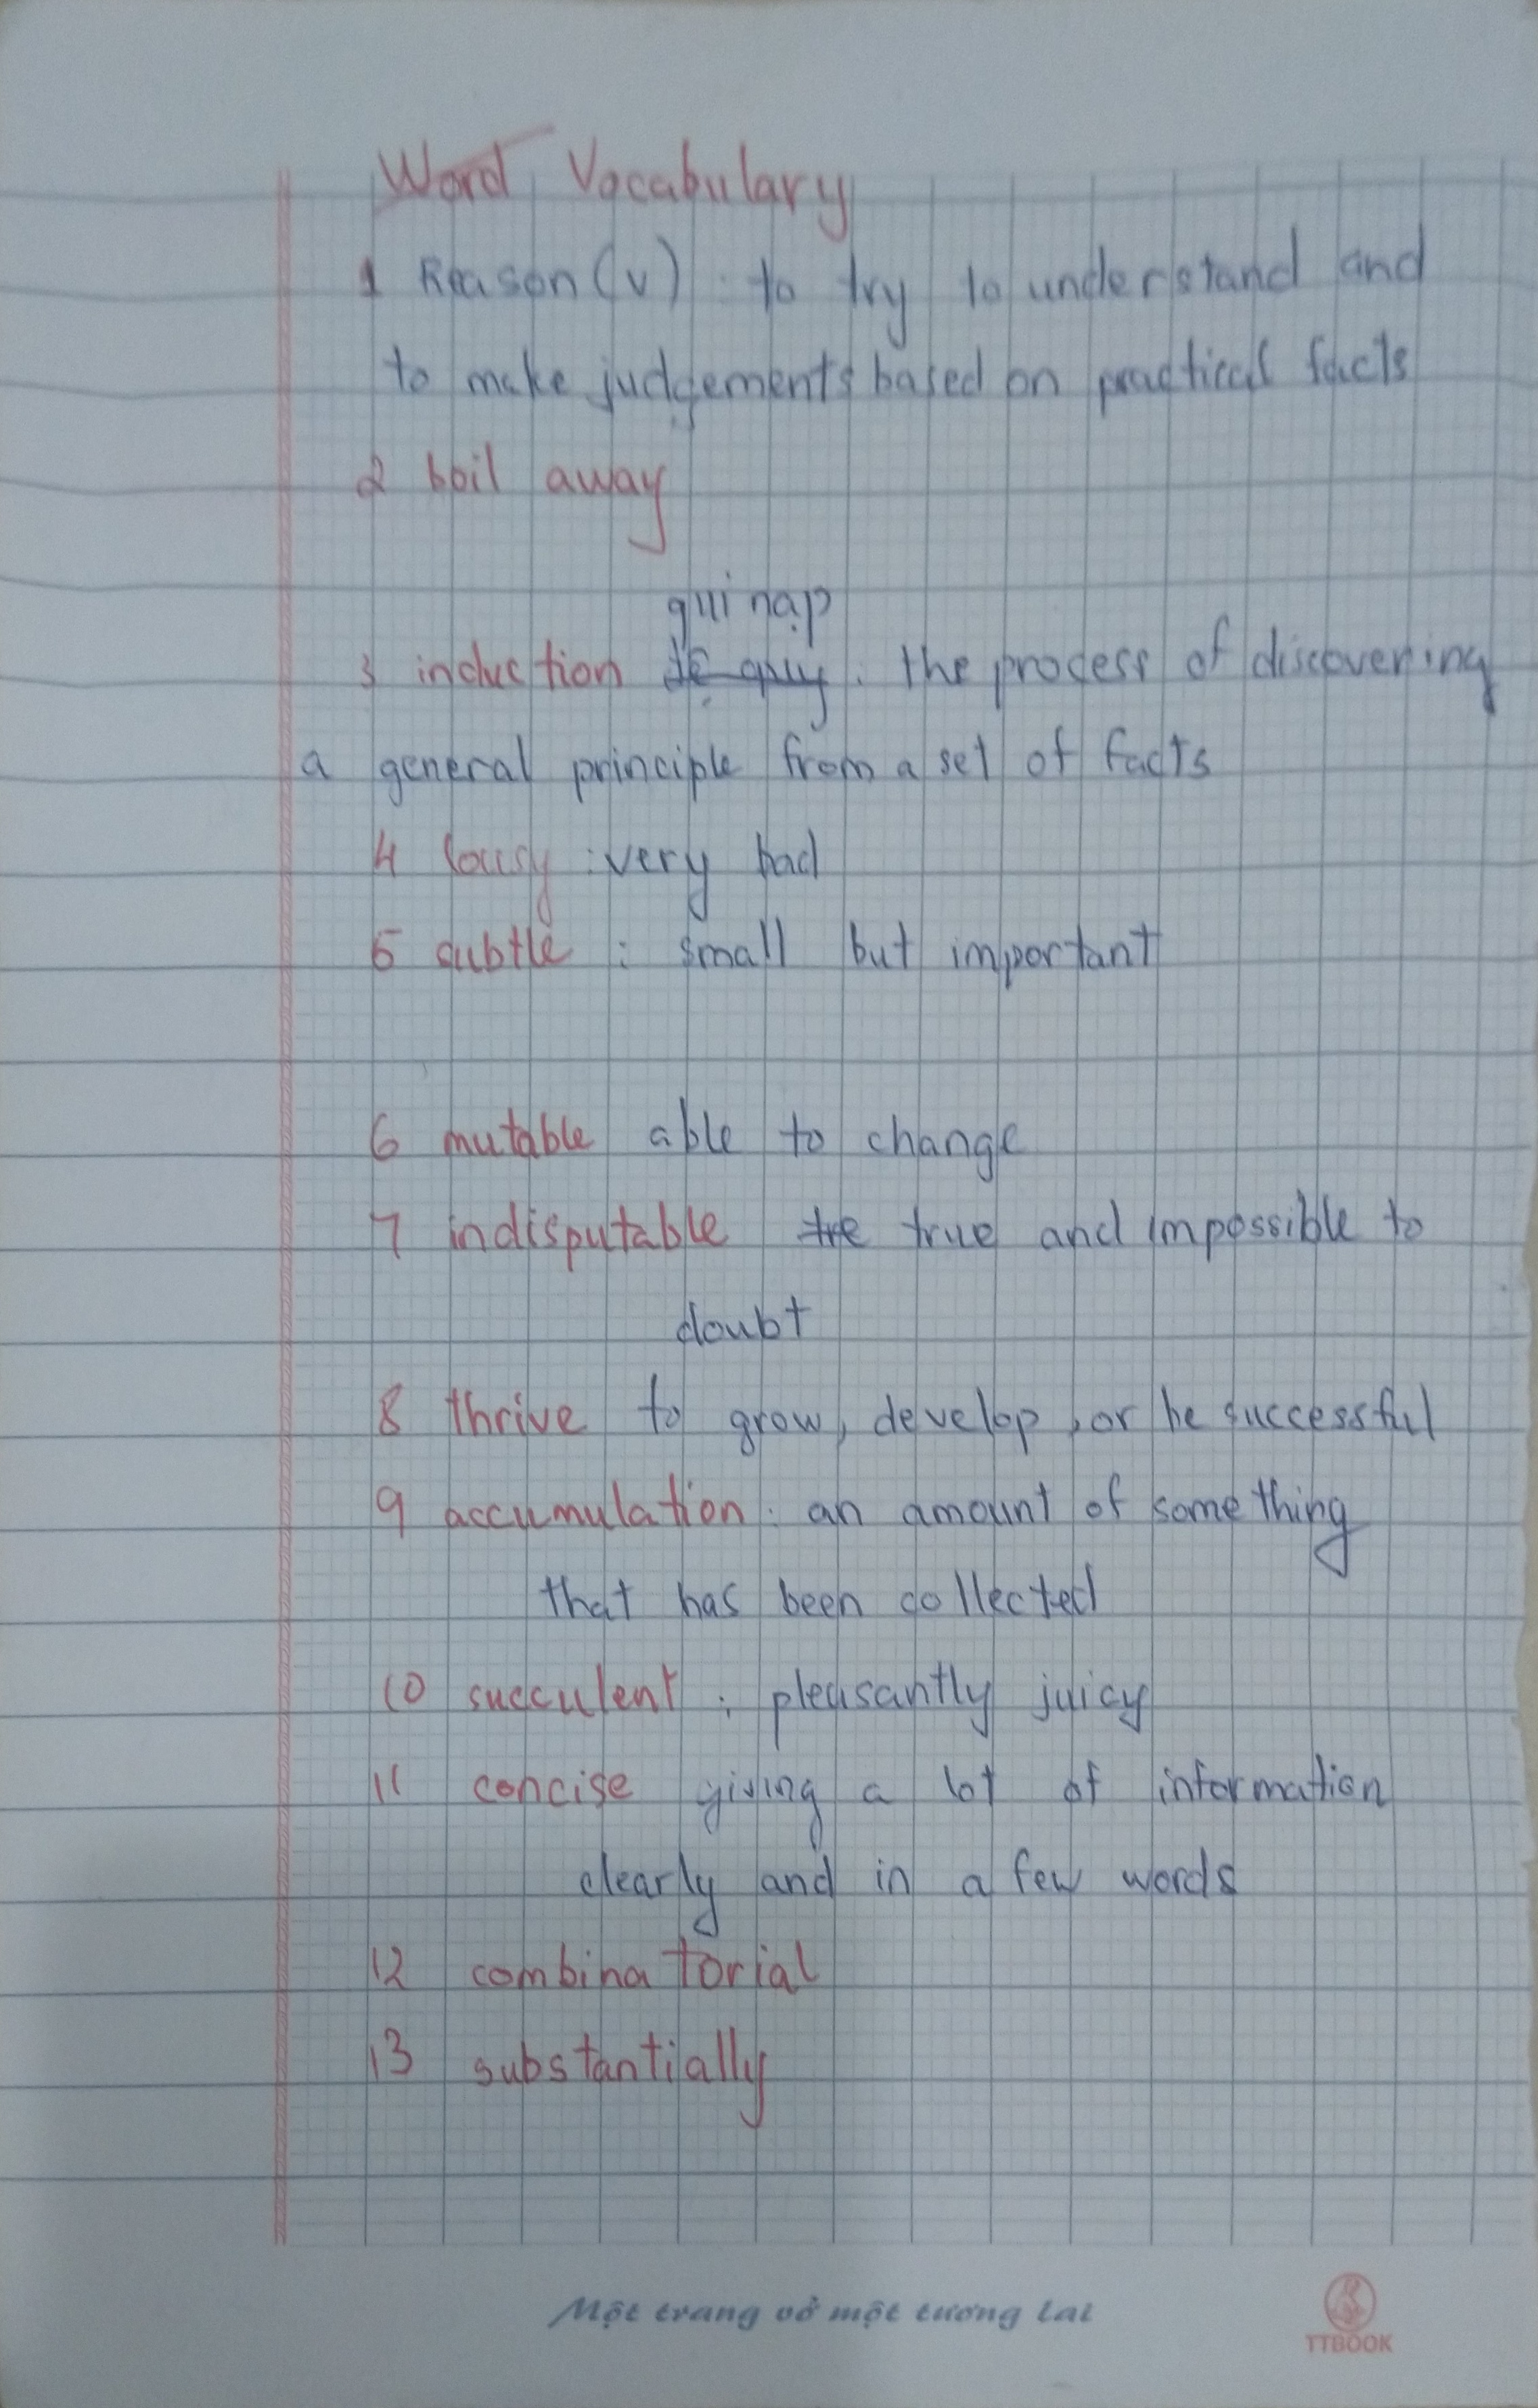 Word Vocabulary
1 Reason (v) : to try to understand and
to make judgements based on practical facts
2 boil away
qui nạp
3 induction đệ quy : the process of discovering
a general principle from a set of facts
4 lousy : very bad
5 subtle : small but important
6 mutable able to change
7 indisputable tre true and impossible to
doubt
8 thrive to grow, develop, or be successful
9 accumulation : an amount of something
that has been collected
10 succulent : pleasantly juicy
11 concise giving a lot of information
clearly and in a few words
12 combinatorial
13 substantially
Một trang vở một tương lai
TTBOOK